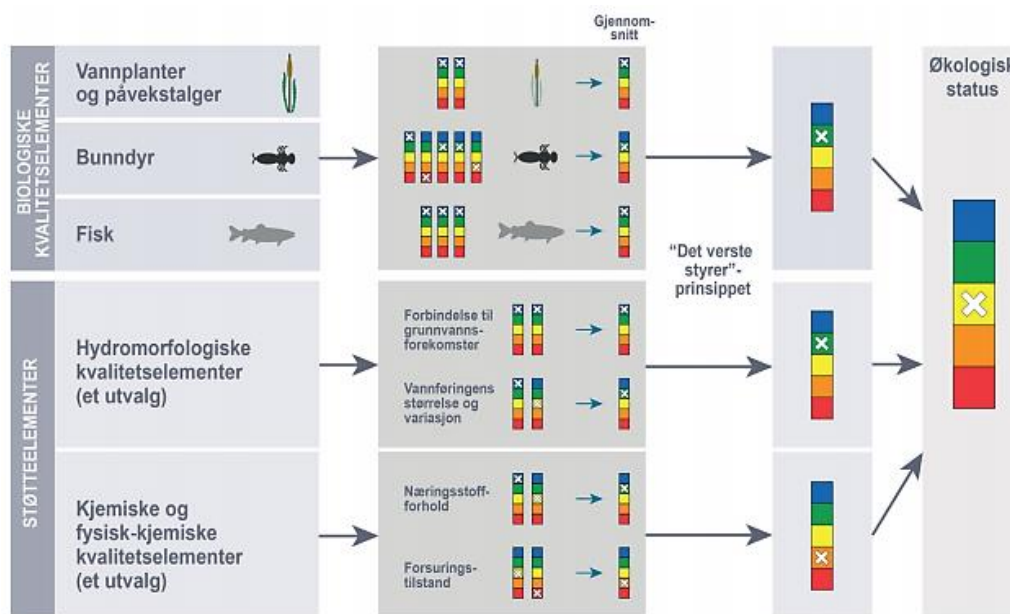 Gjennom-
snitt
Økologisk
status
BIOLOGISKE
KVALITETSELEMENTER
Vannplanter
og påvekstalger
Bunndyr
Fisk
"Det verste
styrer"-
prinsippet
STØTTEELEMENTER
Hydromorfologiske
kvalitetselementer
(et utvalg)
Forbindelse til
grunnvanns-
forekomster
Vannføringens
størrelse og
variasjon
Kjemiske og
fysisk-kjemiske
kvalitetselementer
(et utvalg)
Næringsstoff-
forhold
Forsurings-
tilstand